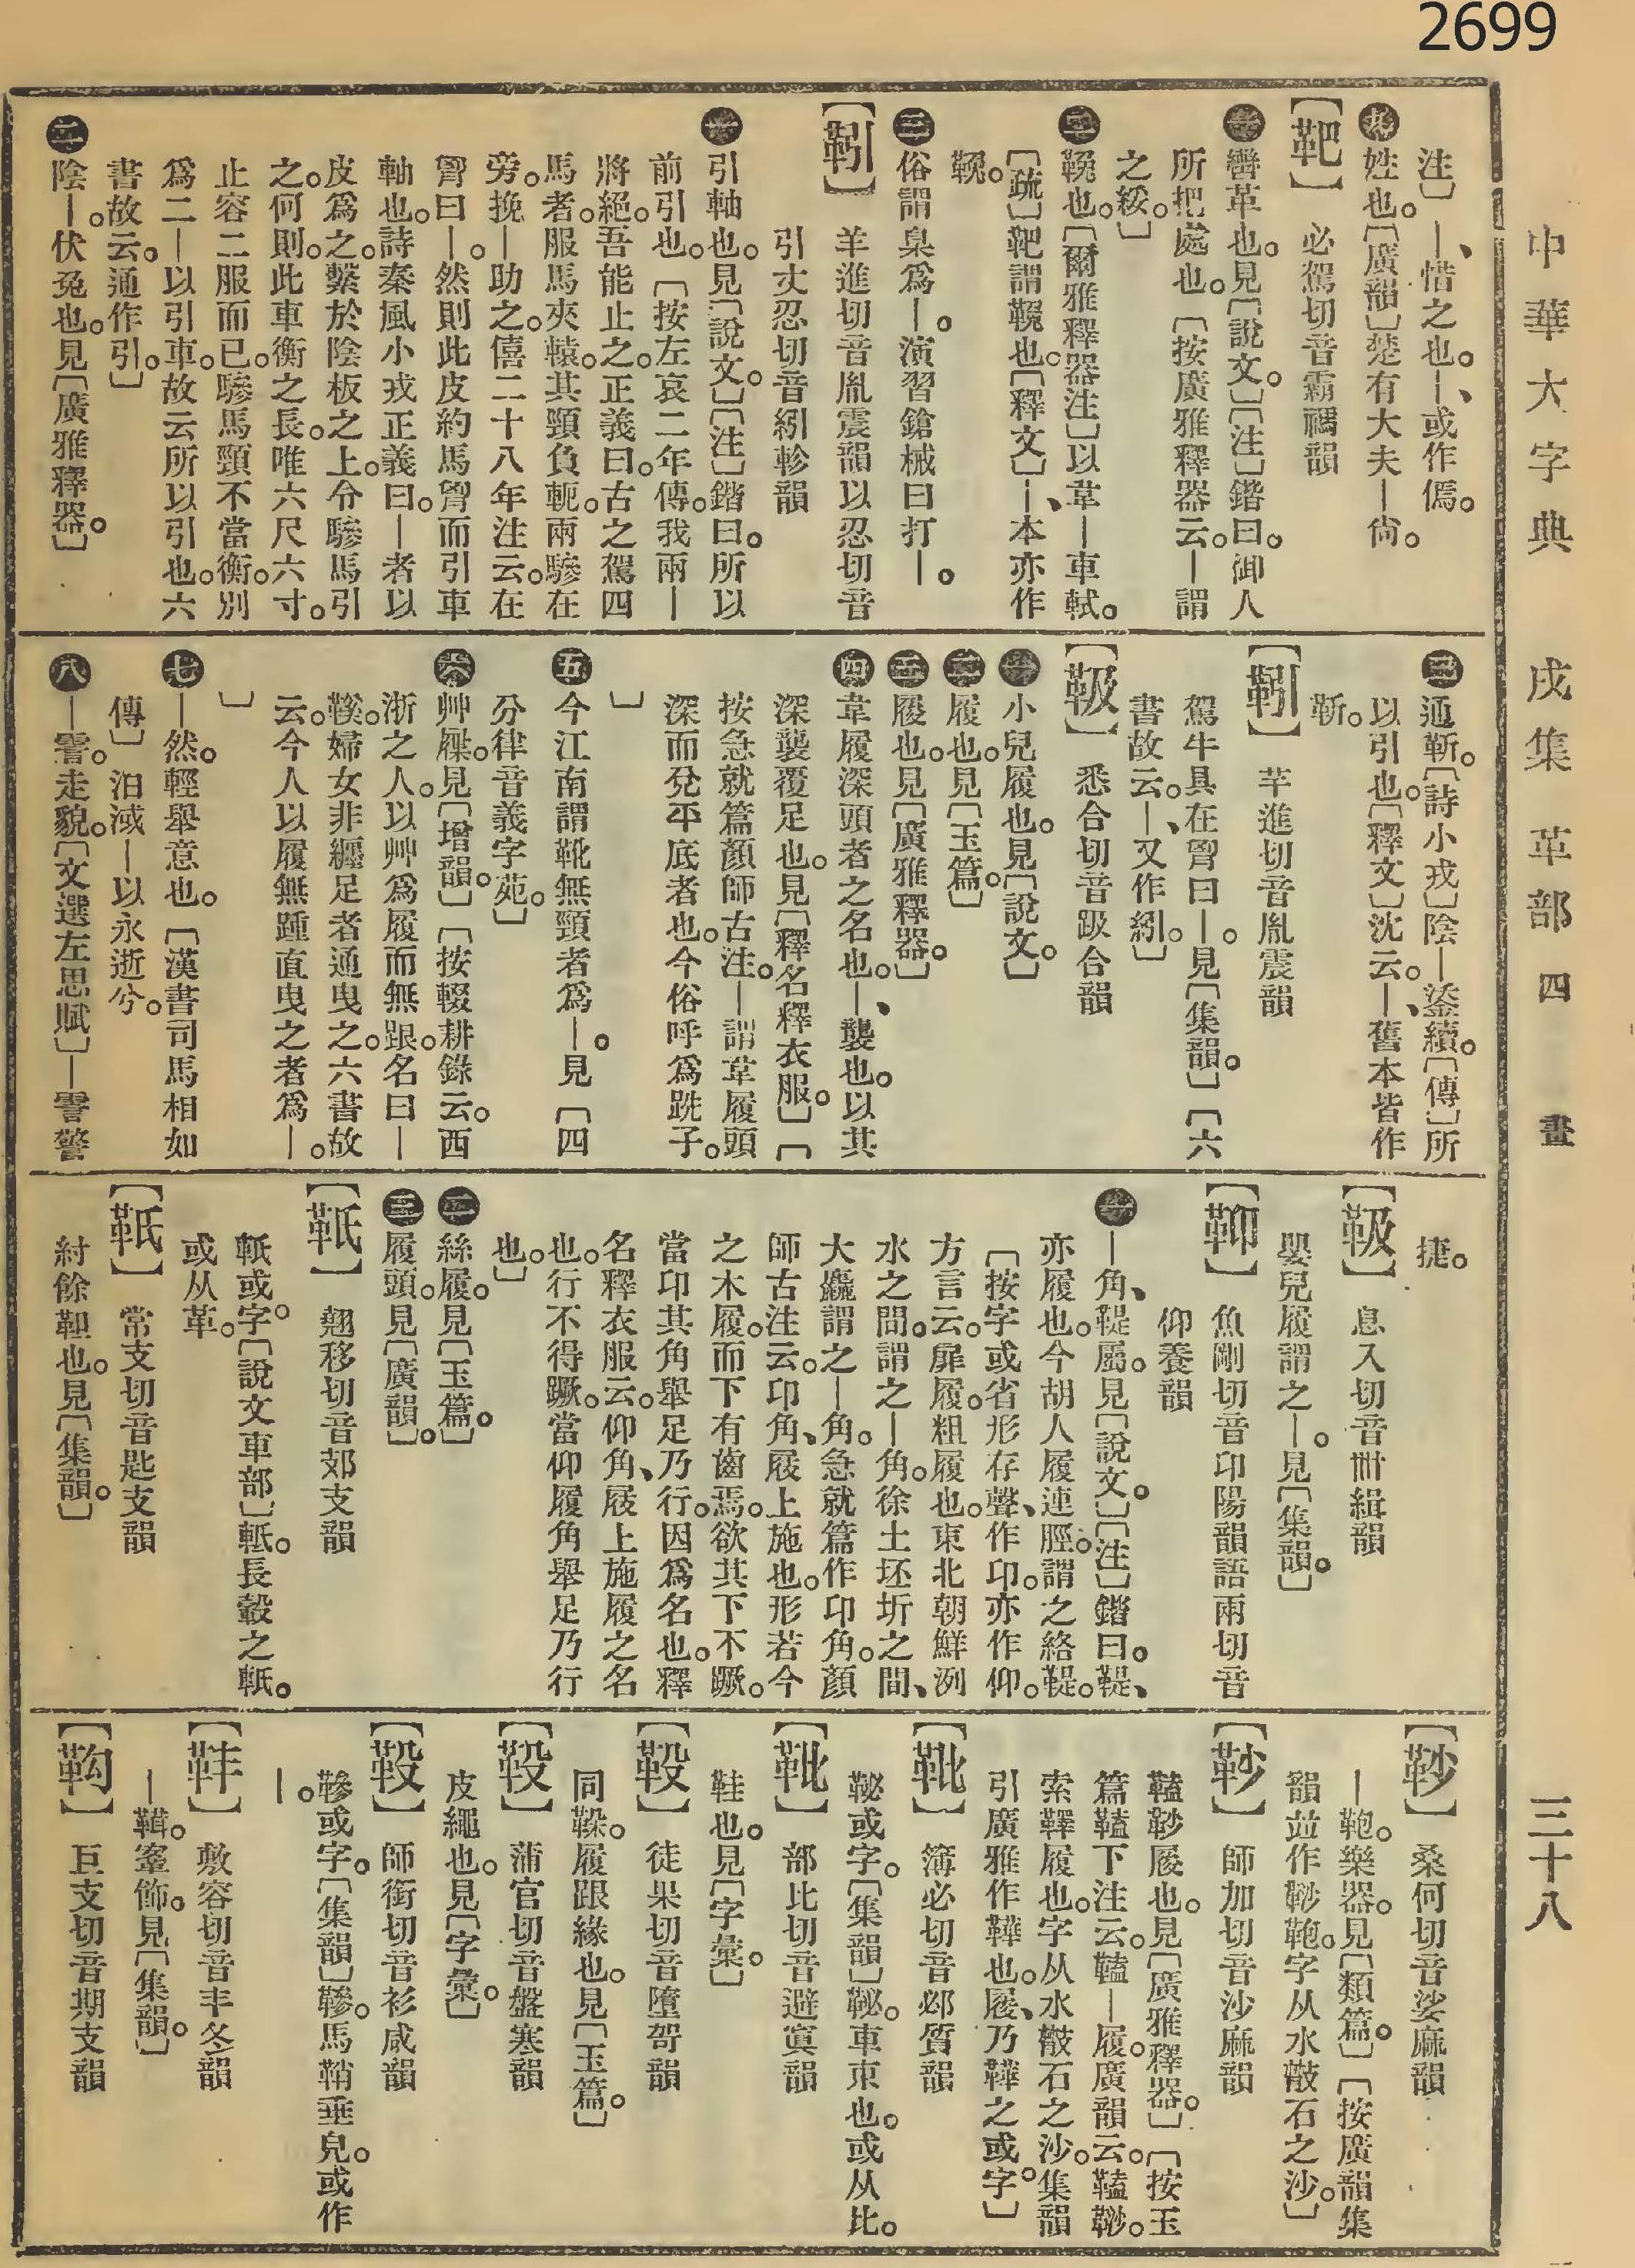 2699
中華大字典　戌集　革部　四畫　三十八
注〕｜、惜之也。｜、或作僞。
㊈姓也。〔廣韻〕楚有大夫｜尙。
【靶】必駕切音霸禡韻
㊀轡革也。見〔說文。〕〔注〕鍇曰。御人
所把處也。〔按廣雅釋器云。｜謂
之綏。〕
㊁鞔也。〔爾雅釋器注〕以韋｜車軾。
〔疏〕靶謂鞔也。〔釋文〕｜、本亦作
鞔。
㊂俗謂臬爲｜。演習鎗械曰打｜。
【靷】羊進切音胤震韻以忍切音
引丈忍切音紖軫韻
㊀引軸也。見〔說文。〕〔注〕鍇曰。所以
前引也。〔按左哀二年傳。我兩｜
將絕。吾能止之。正義曰。古之駕四
馬者。服馬夾轅。其頸負軛。兩驂在
旁。挽｜助之。僖二十八年注云。在
胷曰｜。然則此皮約馬胷而引車
軸也。詩秦風小戎正義曰。｜者以
皮爲之。繫於陰板之上。令驂馬引
之。何則。此車衡之長。唯六尺六寸。
止容二服而已。驂馬頸不當衡。別
爲二｜以引車。故云所以引也。六
書故云。通作引。〕
㊁陰｜。伏兔也。見〔廣雅釋器。〕
㊂通靳。〔詩小戎〕陰｜鋈續。〔傳〕所
以引也。〔釋文〕沈云。｜、舊本皆作
靳。
【靷】羊進切音胤震韻
駕牛具在胷曰｜。見〔集韻。〕〔六
書故云。｜、又作紖。〕
【靸】悉合切音趿合韻
㊀小兒履也。見〔說文。〕
㊁履也。見〔玉篇。〕
㊂屨也。見〔廣雅釋器。〕
㊃韋履深頭者之名也。｜、襲也。以其
深襲覆足也。見〔釋名釋衣服。〕〔
按急就篇顏師古注。｜謂韋履頭
深而兌平底者也。今俗呼爲跣子。
〕
㊄今江南謂靴無頸者爲｜。見〔四
分律音義字苑。〕
㊅艸屧。見〔增韻。〕〔按輟耕錄云。西
浙之人。以艸爲履而無跟。名曰｜
鞵。婦女非纏足者通曳之。六書故
云。今人以履無踵直曳之者爲｜。
〕
㊆｜然。輕舉意也。〔漢書司馬相如
傳〕汩淢｜以永逝兮。
㊇｜霅。走貌。〔文選左思賦〕｜霅警
捷。
【靸】息入切音卌緝韻
嬰兒履謂之｜。見〔集韻。〕
【䩕】魚剛切音卬陽韻語兩切音
仰養韻
㊀｜角、鞮屬。見〔說文。〕〔注〕鍇曰。鞮、
亦履也。今胡人履連脛。謂之絡鞮。
〔按字或省形存聲、作卬。亦作仰。
方言云。屝履。粗履也。東北朝鮮洌
水之間。謂之｜角。徐土坯圻之間、
大麤謂之｜角。急就篇作卬角。顏
師古注云。卬角、屐上施也。形若今
之木履。而下有齒焉。欲其下不蹶。
當卬其角舉足乃行。因爲名也。釋
名釋衣服云。仰角、屐上施履之名
也。行不得蹶。當仰履角舉足乃行
也。〕
㊁絲履。見〔玉篇。〕
㊂履頭。見〔廣韻。〕
【軝】翹移切音郊支韻
軝或字。〔說文車部〕軝。長轂之軝。
或从革。
【軝】常支切音匙支韻
紂餘靼也。見〔集韻。〕
【䩖】桑何切音娑麻韻
｜鞄。樂器。見〔類篇。〕〔按廣韻集
韻竝作䩖鞄。字从水㪚石之沙。〕
【䩖】師加切音沙麻韻
鞜䩖屐也。見〔廣雅釋器。〕〔按玉
篇鞜下注云。鞜｜履。廣韻云。鞜䩖。
索鞸履也。字从水㪚石之沙。集韻
引廣雅作鞾也。履、乃鞾之或字。〕
【䩛】簿必切音邲質韻
䩛或字。〔集韻〕䩛。車束也。或从比。
【䩛】部比切音避寘韻
鞋也。見〔字彙。〕
【䩔】徒果切音墮哿韻
同鞣。履跟緣也。見〔玉篇。〕
【䩔】蒲官切音盤寒韻
皮繩也。見〔字彙。〕
【䩔】師銜切音衫咸韻
鞗或字。〔集韻〕鞗。馬鞘垂皃。或作
｜。
【䩗】敷容切音丰冬韻
｜鞧。鞌飾。見〔集韻。〕
【䩓】巨支切音期支韻